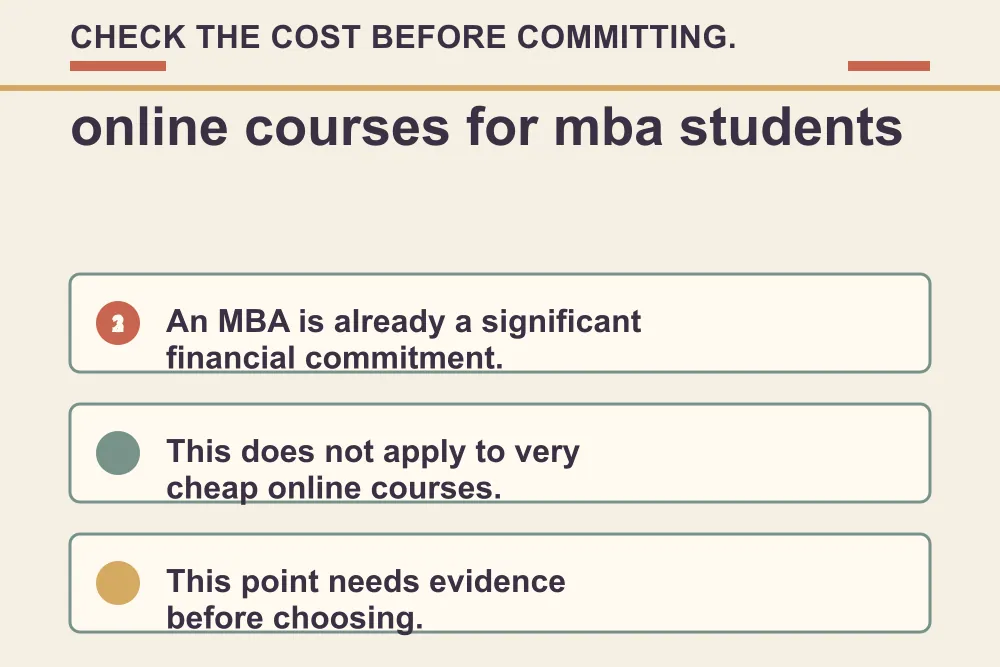 CHECK THE COST BEFORE COMMITTING.
online courses for mba students
An MBA is already a significant
financial commitment.
This does not apply to very
cheap online courses.
This point needs evidence
before choosing.